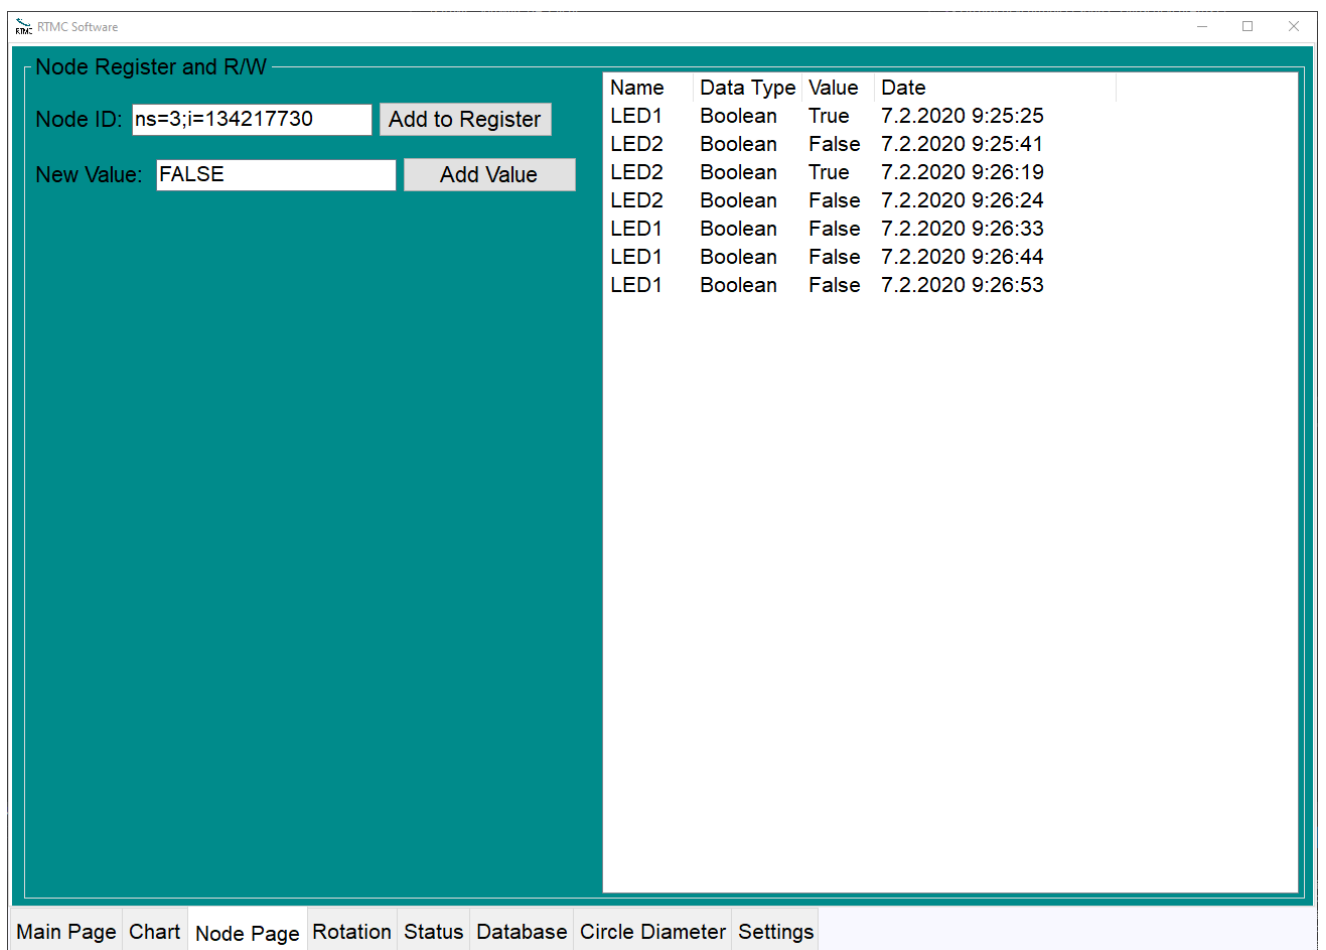 RTMC RTMC Software
Node Register and R/W
Node ID: ns=3;i=134217730 Add to Register
New Value: FALSE Add Value
Name Data Type Value Date
LED1 Boolean True 7.2.2020 9:25:25
LED2 Boolean False 7.2.2020 9:25:41
LED2 Boolean True 7.2.2020 9:26:19
LED2 Boolean False 7.2.2020 9:26:24
LED1 Boolean False 7.2.2020 9:26:33
LED1 Boolean False 7.2.2020 9:26:44
LED1 Boolean False 7.2.2020 9:26:53
Main Page Chart Node Page Rotation Status Database Circle Diameter Settings